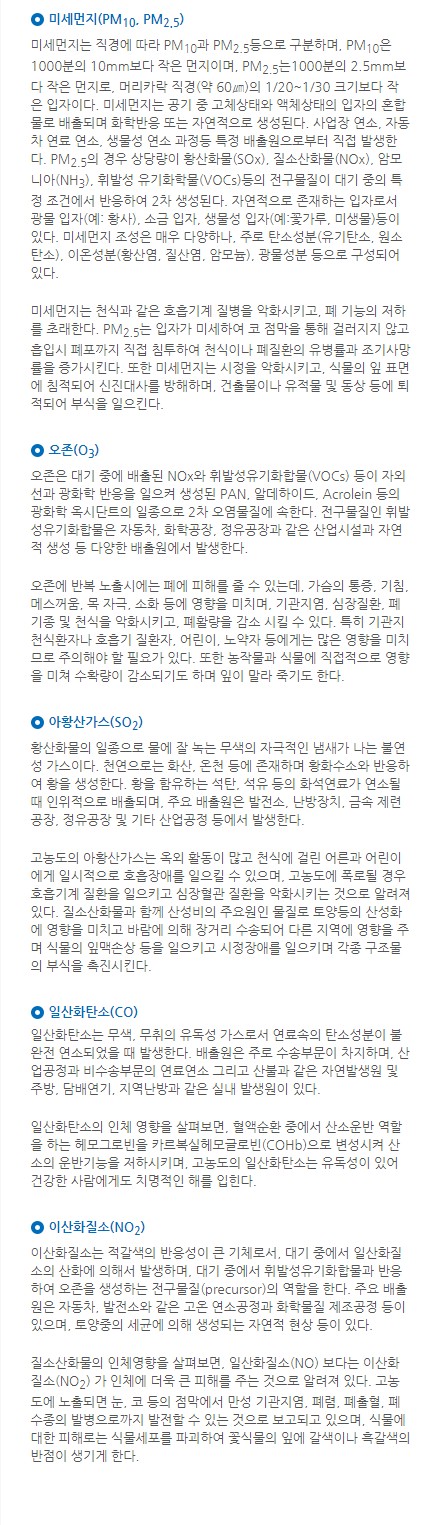 미세먼지(PM10, PM2.5)
미세먼지는 직경에 따라 PM10과 PM2.5등으로 구분하며, PM10은
1000분의 10mm보다 작은 먼지이며, PM2.5는1000분의 2.5mm보
다 작은 먼지로, 머리카락 직경(약 60㎛)의 1/20~1/30 크기보다 작
은 입자이다. 미세먼지는 공기 중 고체상태와 액체상태의 입자의 혼합
물로 배출되며 화학반응 또는 자연적으로 생성된다. 사업장 연소, 자동
차 연료 연소, 생물성 연소 과정등 특정 배출원으로부터 직접 발생한
다. PM2.5의 경우 상당량이 황산화물(SOx), 질소산화물(NOx), 암모
니아(NH3), 휘발성 유기화학물(VOCs)등의 전구물질이 대기 중의 특
정 조건에서 반응하여 2차 생성된다. 자연적으로 존재하는 입자로서
광물 입자(예: 황사), 소금 입자, 생물성 입자(예:꽃가루, 미생물)등이
있다. 미세먼지 조성은 매우 다양하나, 주로 탄소성분(유기탄소, 원소
탄소), 이온성분(황산염, 질산염, 암모늄), 광물성분 등으로 구성되어
있다.
미세먼지는 천식과 같은 호흡기계 질병을 악화시키고, 폐 기능의 저하
를 초래한다. PM2.5는 입자가 미세하여 코 점막을 통해 걸러지지 않고
흡입시 폐포까지 직접 침투하여 천식이나 폐질환의 유병률과 조기사망
률을 증가시킨다. 또한 미세먼지는 시정을 악화시키고, 식물의 잎 표면
에 침적되어 신진대사를 방해하며, 건출물이나 유적물 및 동상 등에 퇴
적되어 부식을 일으킨다.
오존(O3)
오존은 대기 중에 배출된 NOx와 휘발성유기화합물(VOCs) 등이 자외
선과 광화학 반응을 일으켜 생성된 PAN, 알데하이드, Acrolein 등의
광화학 옥시단트의 일종으로 2차 오염물질에 속한다. 전구물질인 휘발
성유기화합물은 자동차, 화학공장, 정유공장과 같은 산업시설과 자연
적 생성 등 다양한 배출원에서 발생한다.
오존에 반복 노출시에는 폐에 피해를 줄 수 있는데, 가슴의 통증, 기침,
메스꺼움, 목 자극, 소화 등에 영향을 미치며, 기관지염, 심장질환, 폐
기종 및 천식을 악화시키고, 폐활량을 감소 시킬 수 있다. 특히 기관지
천식환자나 호흡기 질환자, 어린이, 노약자 등에게는 많은 영향을 미치
므로 주의해야 할 필요가 있다. 또한 농작물과 식물에 직접적으로 영향
을 미쳐 수확량이 감소되기도 하며 잎이 말라 죽기도 한다.
아황산가스(SO2)
황산화물의 일종으로 물에 잘 녹는 무색의 자극적인 냄새가 나는 불연
성 가스이다. 천연으로는 화산, 온천 등에 존재하며 황화수소와 반응하
여 황을 생성한다. 황을 함유하는 석탄, 석유 등의 화석연료가 연소될
때 인위적으로 배출되며, 주요 배출원은 발전소, 난방장치, 금속 제련
공장, 정유공장 및 기타 산업공정 등에서 발생한다.
고농도의 아황산가스는 옥외 활동이 많고 천식에 걸린 어른과 어린이
에게 일시적으로 호흡장애를 일으킬 수 있으며, 고농도에 폭로될 경우
호흡기계 질환을 일으키고 심장혈관 질환을 악화시키는 것으로 알려져
있다. 질소산화물과 함께 산성비의 주요원인 물질로 토양등의 산성화
에 영향을 미치고 바람에 의해 장거리 수송되어 다른 지역에 영향을 주
며 식물의 잎맥손상 등을 일으키고 시정장애를 일으키며 각종 구조물
의 부식을 촉진시킨다.
일산화탄소(CO)
일산화탄소는 무색, 무취의 유독성 가스로서 연료속의 탄소성분이 불
완전 연소되었을 때 발생한다. 배출원은 주로 수송부문이 차지하며, 산
업공정과 비수송부문의 연료연소 그리고 산불과 같은 자연발생원 및
주방, 담배연기, 지역난방과 같은 실내 발생원이 있다.
일산화탄소의 인체 영향을 살펴보면, 혈액순환 중에서 산소운반 역할
을 하는 헤모그로빈을 카르복실헤모글로빈(COHb)으로 변성시켜 산
소의 운반기능을 저하시키며, 고농도의 일산화탄소는 유독성이 있어
건강한 사람에게도 치명적인 해를 입힌다.
이산화질소(NO2)
이산화질소는 적갈색의 반응성이 큰 기체로서, 대기 중에서 일산화질
소의 산화에 의해서 발생하며, 대기 중에서 휘발성유기화합물과 반응
하여 오존을 생성하는 전구물질(precursor)의 역할을 한다. 주요 배출
원은 자동차, 발전소와 같은 고온 연소공정과 화학물질 제조공정 등이
있으며, 토양중의 세균에 의해 생성되는 자연적 현상 등이 있다.
질소산화물의 인체영향을 살펴보면, 일산화질소(NO) 보다는 이산화
질소(NO2) 가 인체에 더욱 큰 피해를 주는 것으로 알려져 있다. 고농
도에 노출되면 눈, 코 등의 점막에서 만성 기관지염, 폐렴, 폐출혈, 폐
수종의 발병으로까지 발전할 수 있는 것으로 보고되고 있으며, 식물에
대한 피해로는 식물세포를 파괴하여 꽃식물의 잎에 갈색이나 흑갈색의
반점이 생기게 한다.